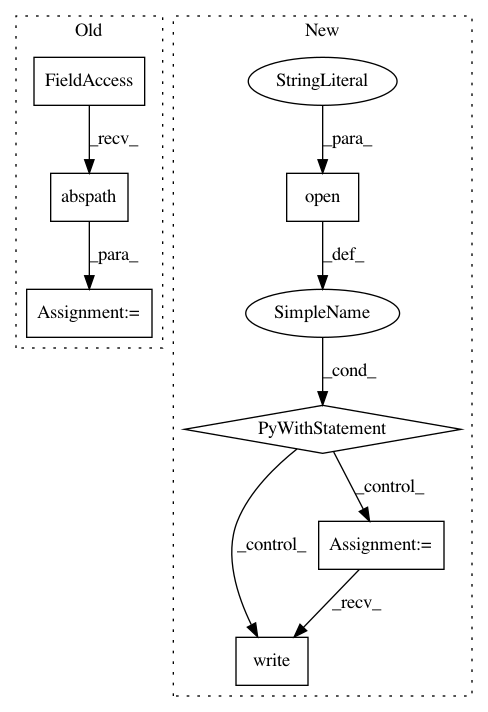 Old
New
FieldAccess
StringLiteral
_recv_
_para_
abspath
open
_para_
_def_
Assignment:=
SimpleName
_cond_
PyWithStatement
_control_
_control_
Assignment:=
_recv_
write